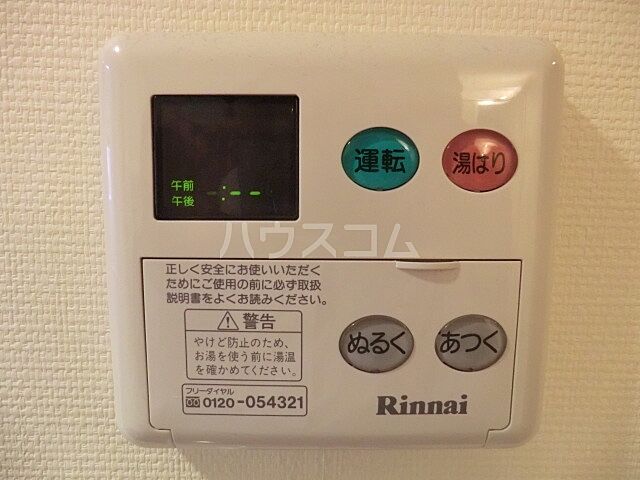 運転
湯はり
午前
午後 -:--
ハウスコム
正しく安全にお使いいただく
ためにご使用の前に必ず取扱
説明書をよくお読みください。
警告
やけど防止のため、
お湯を使う前に湯温
を確かめてください。
フリーダイヤル
0120-054321
ぬるく
あつく
Rinnai